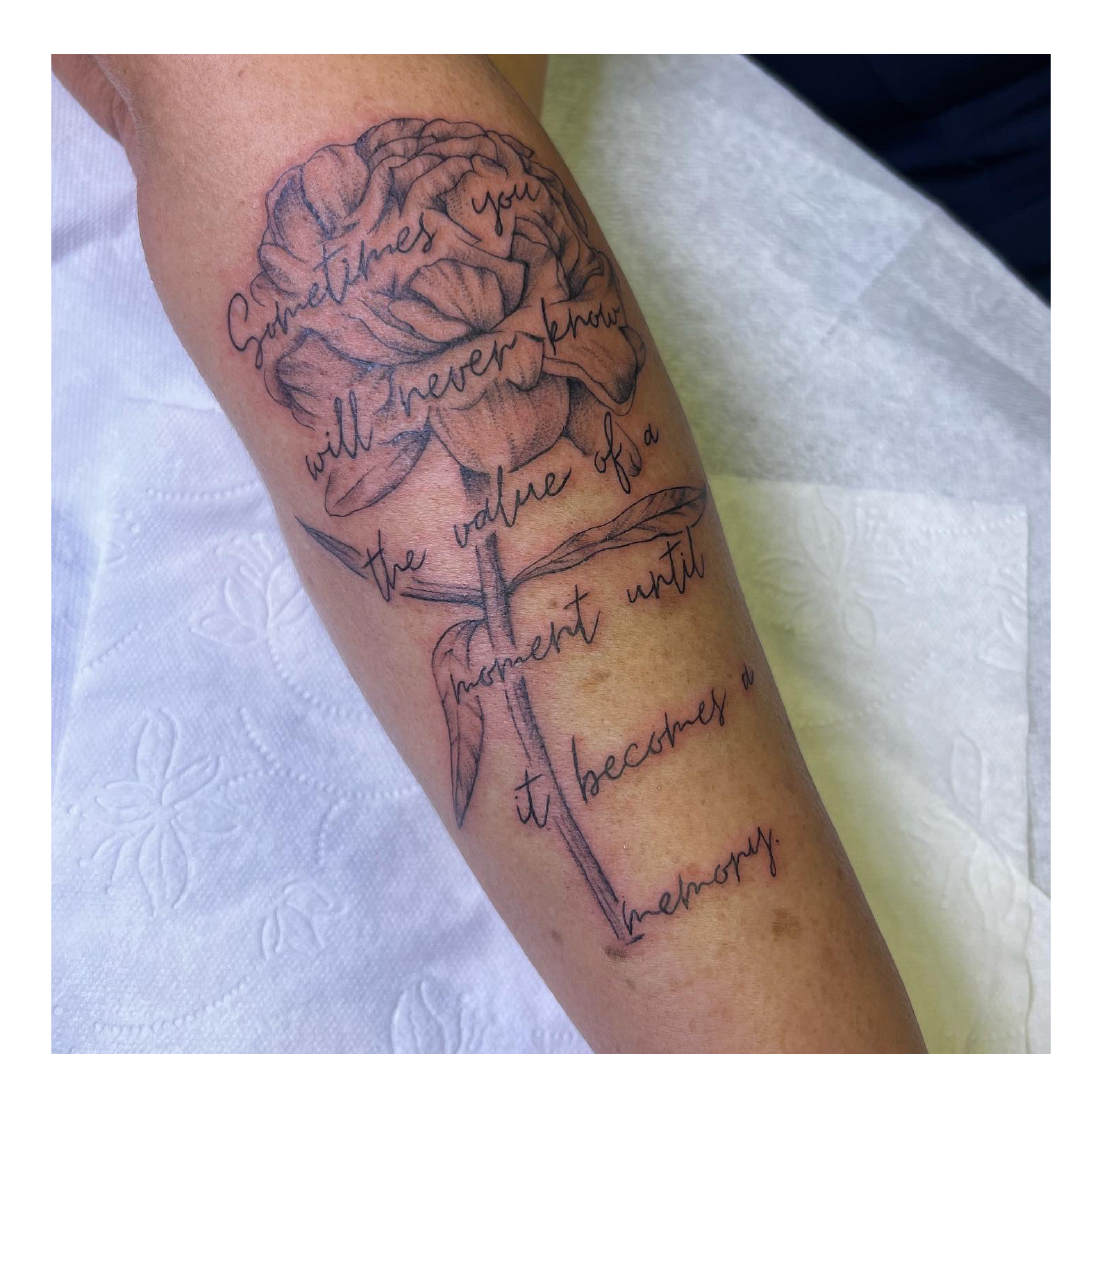 Sometimes you
will never know
the value of a
moment until
it becomes a
memory.